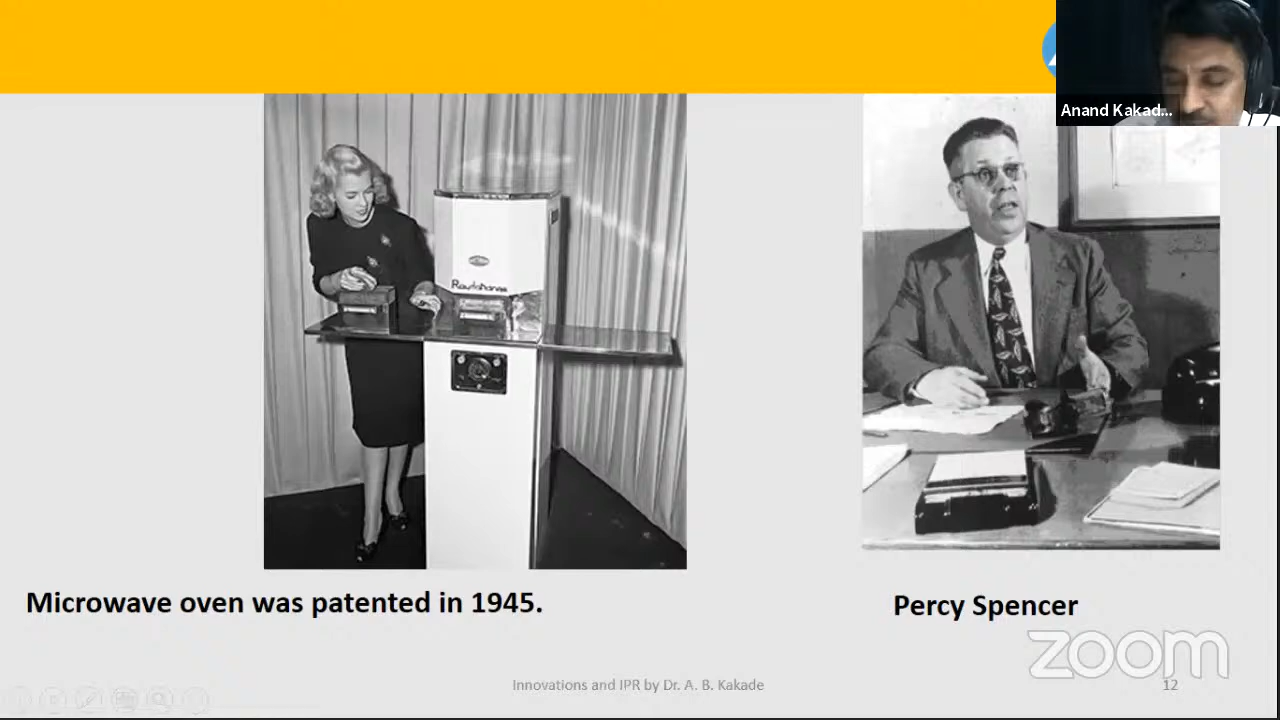 Anand Kakad...
Microwave oven was patented in 1945.
Percy Spencer
zoom
Innovations and IPR by Dr. A. B. Kakade
12